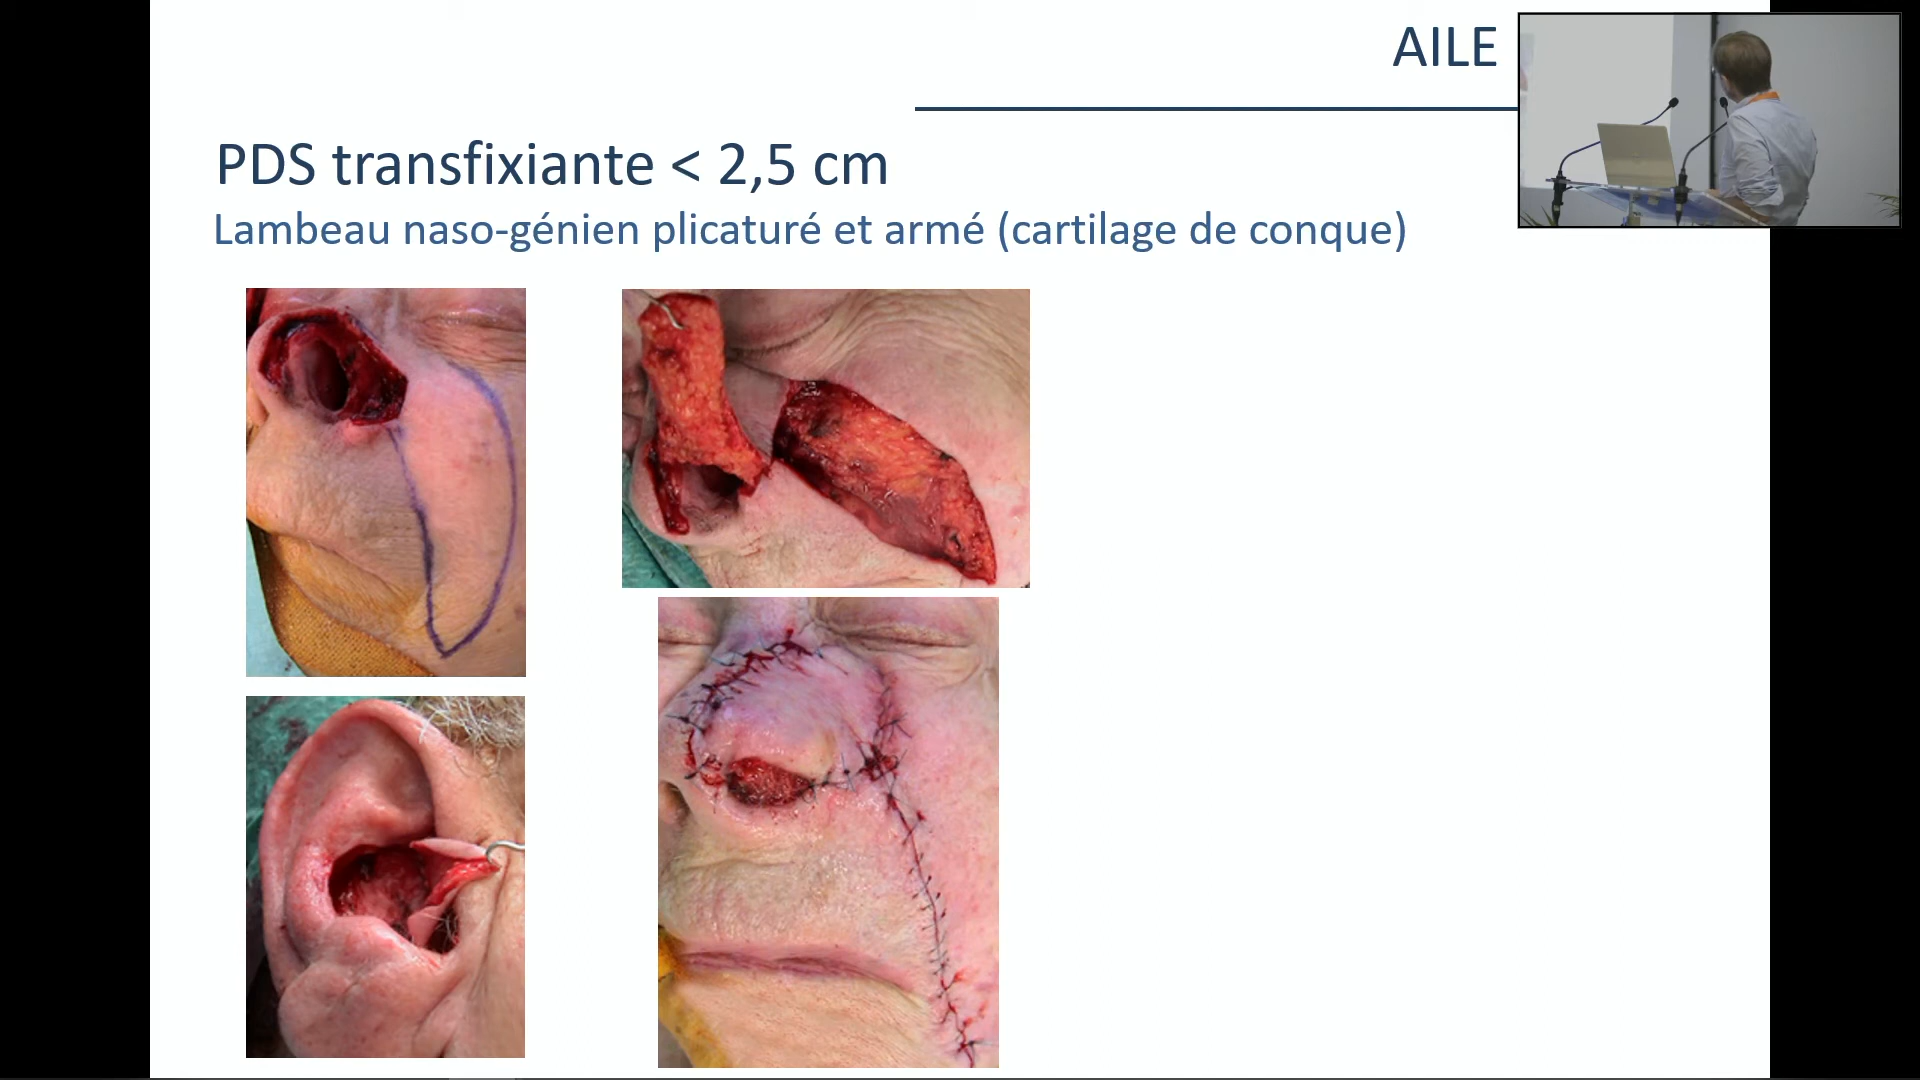 AILE
PDS transfixiante < 2,5 cm
Lambeau naso-génien plicaturé et armé (cartilage de conque)